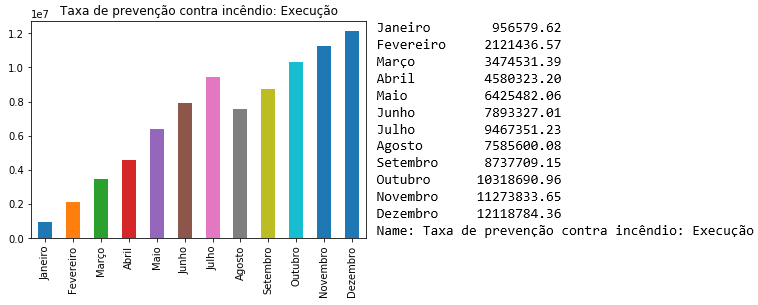 Taxa de prevenção contra incêndio: Execução
1e7
1.2
1.0
0.8
0.6
0.4
0.2
0.0
Janeiro
Fevereiro
Março
Abril
Maio
Junho
Julho
Agosto
Setembro
Outubro
Novembro
Dezembro
Janeiro 956579.62
Fevereiro 2121436.57
Março 3474531.39
Abril 4580323.20
Maio 6425482.06
Junho 7893327.01
Julho 9467351.23
Agosto 7585600.08
Setembro 8737709.15
Outubro 10318690.96
Novembro 11273833.65
Dezembro 12118784.36
Name: Taxa de prevenção contra incêndio: Execução